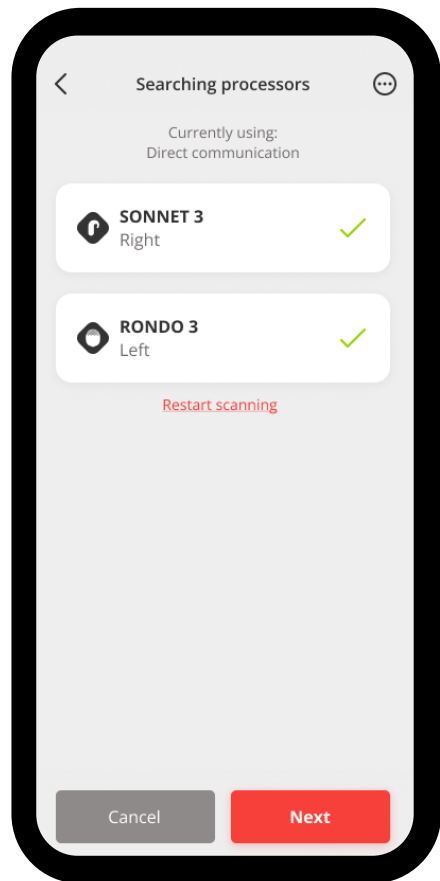 Searching processors
Currently using:
Direct communication
SONNET 3
Right
RONDO 3
Left
Restart scanning
Cancel
Next